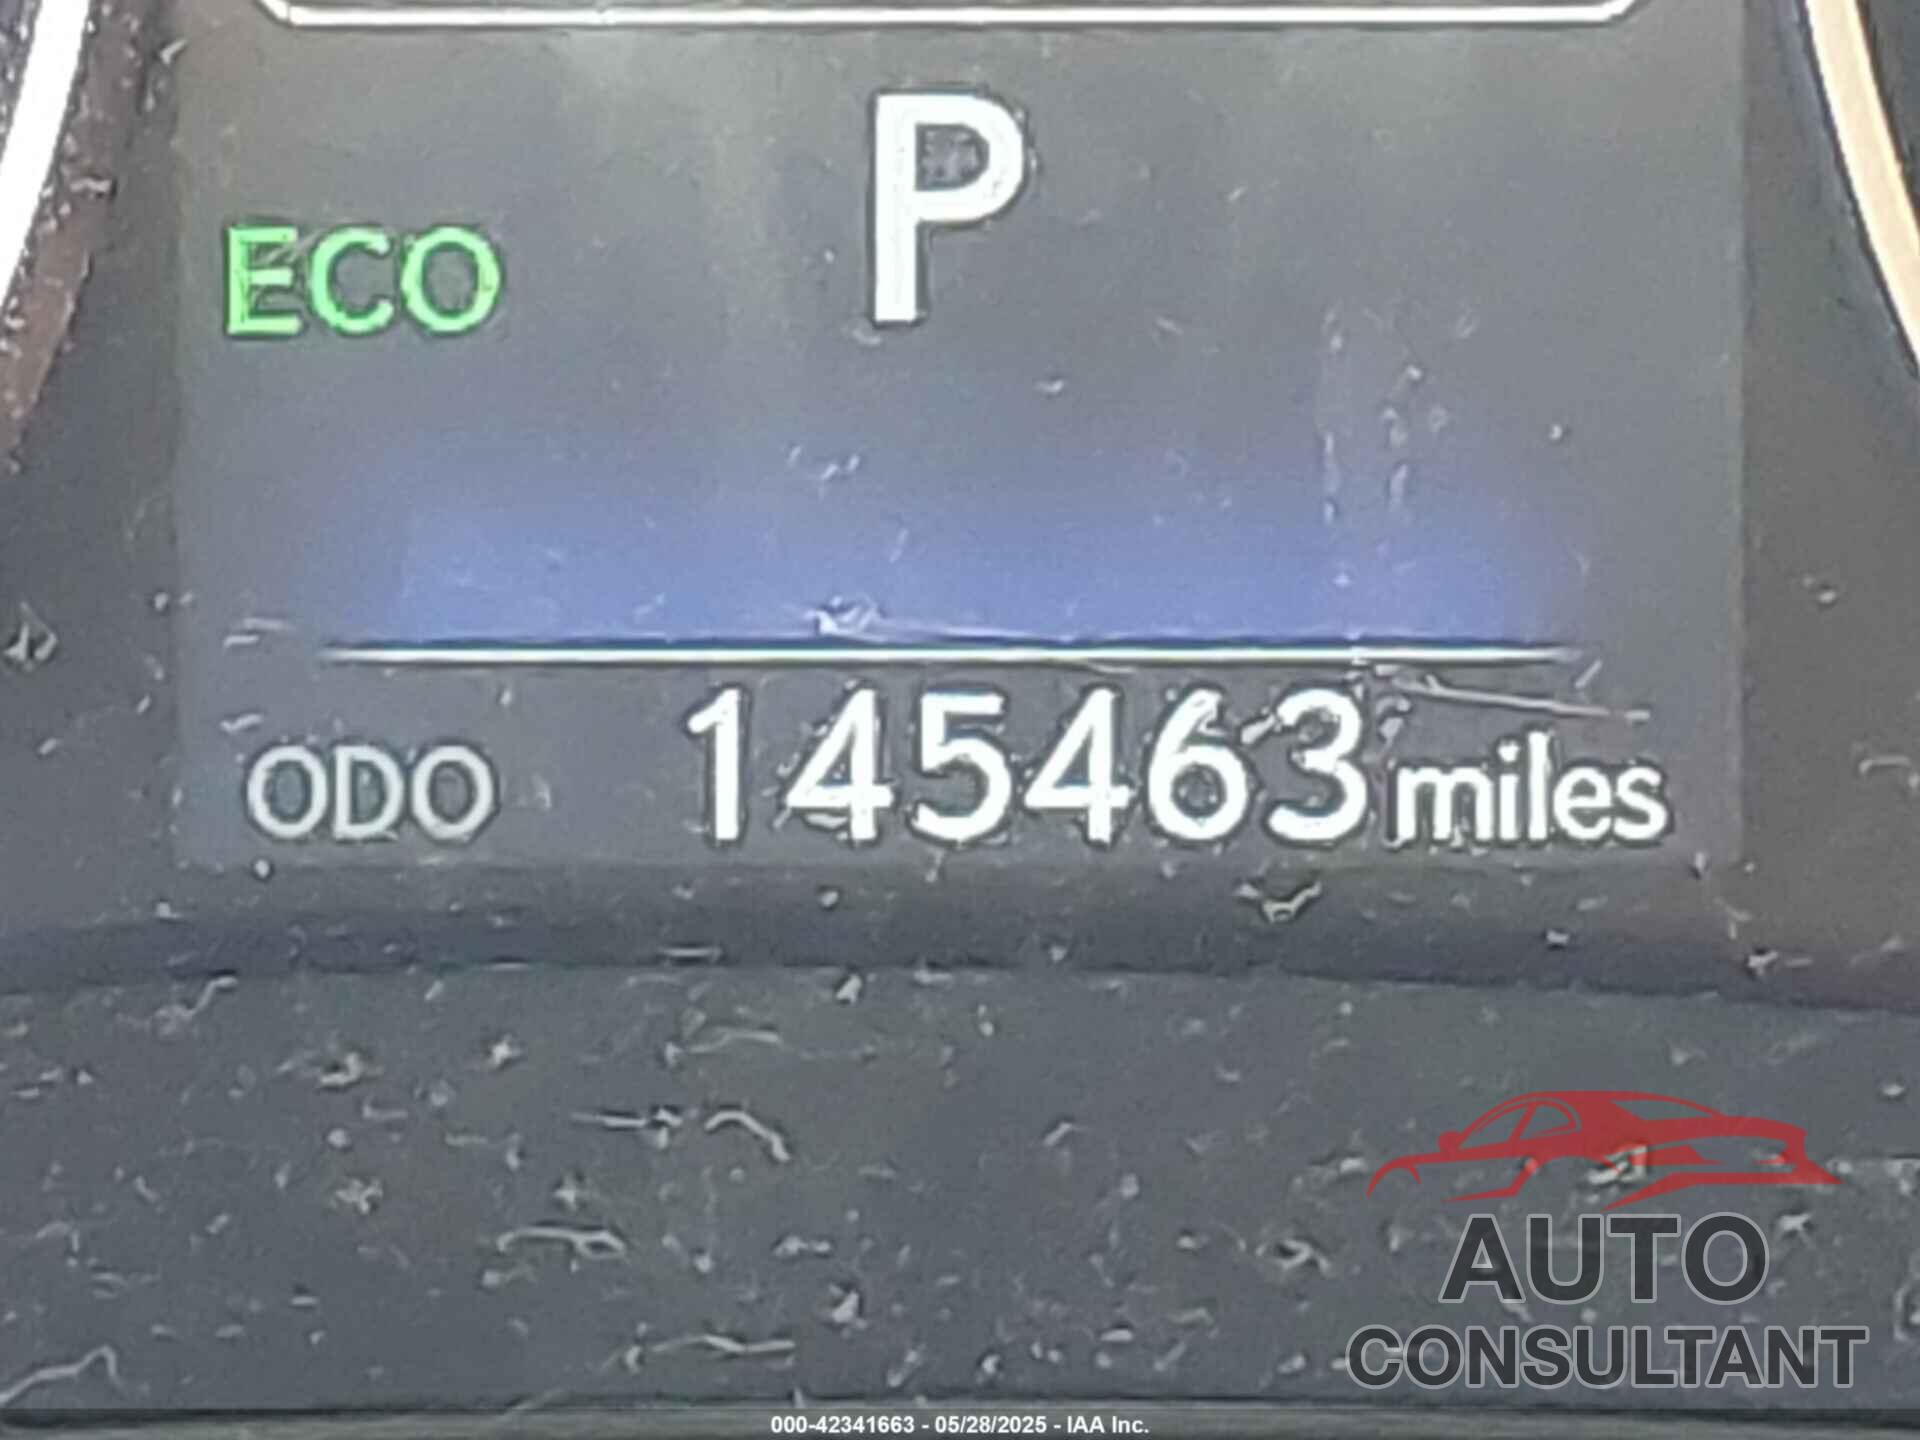 P
ECO
ODO 145463 miles
AUTO
CONSULTANT
000-42341663 - 05/28/2025 - IAA Inc.